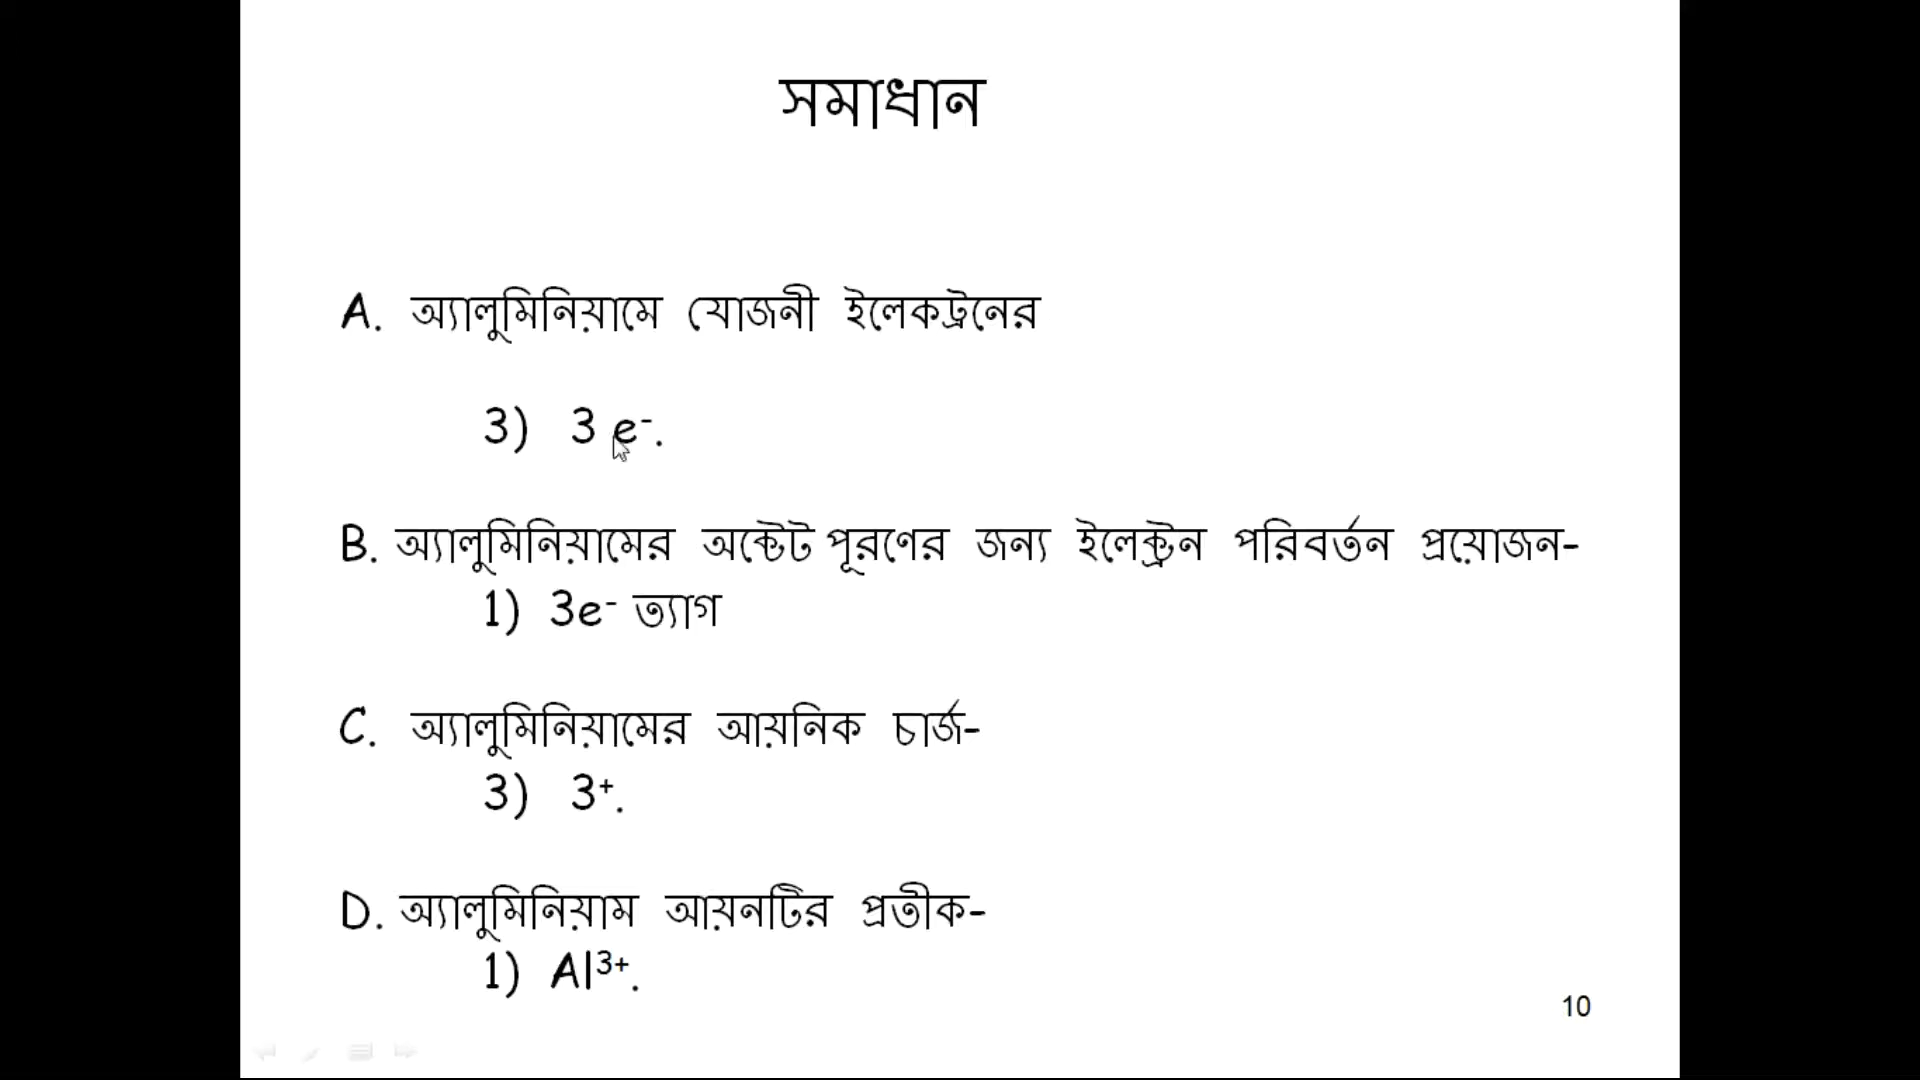 সমাধান
A. অ্যালুমিনিয়ামে যোজনী ইলেকট্রনের
3) 3 e⁻.
B. অ্যালুমিনিয়ামের অক্টেট পূরণের জন্য ইলেক্ট্রন পরিবর্তন প্রয়োজন-
1) 3e⁻ ত্যাগ
C. অ্যালুমিনিয়ামের আয়নিক চার্জ-
3) 3⁺.
D. অ্যালুমিনিয়াম আয়নটির প্রতীক-
1) Al³⁺.
10